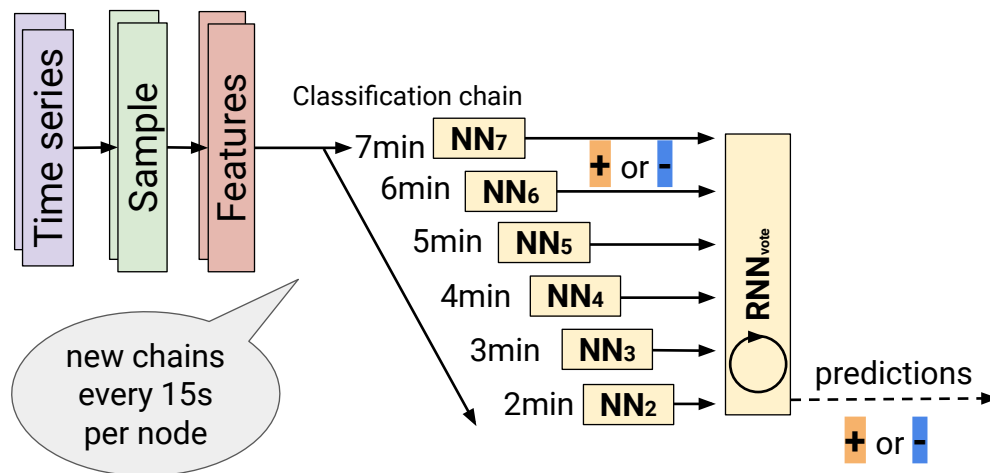 Time series
Sample
Features
Classification chain
7min
NN7
+ or -
6min
NN6
5min
NN5
4min
NN4
3min
NN3
2min
NN2
RNNvote
new chains
every 15s
per node
predictions
+ or -